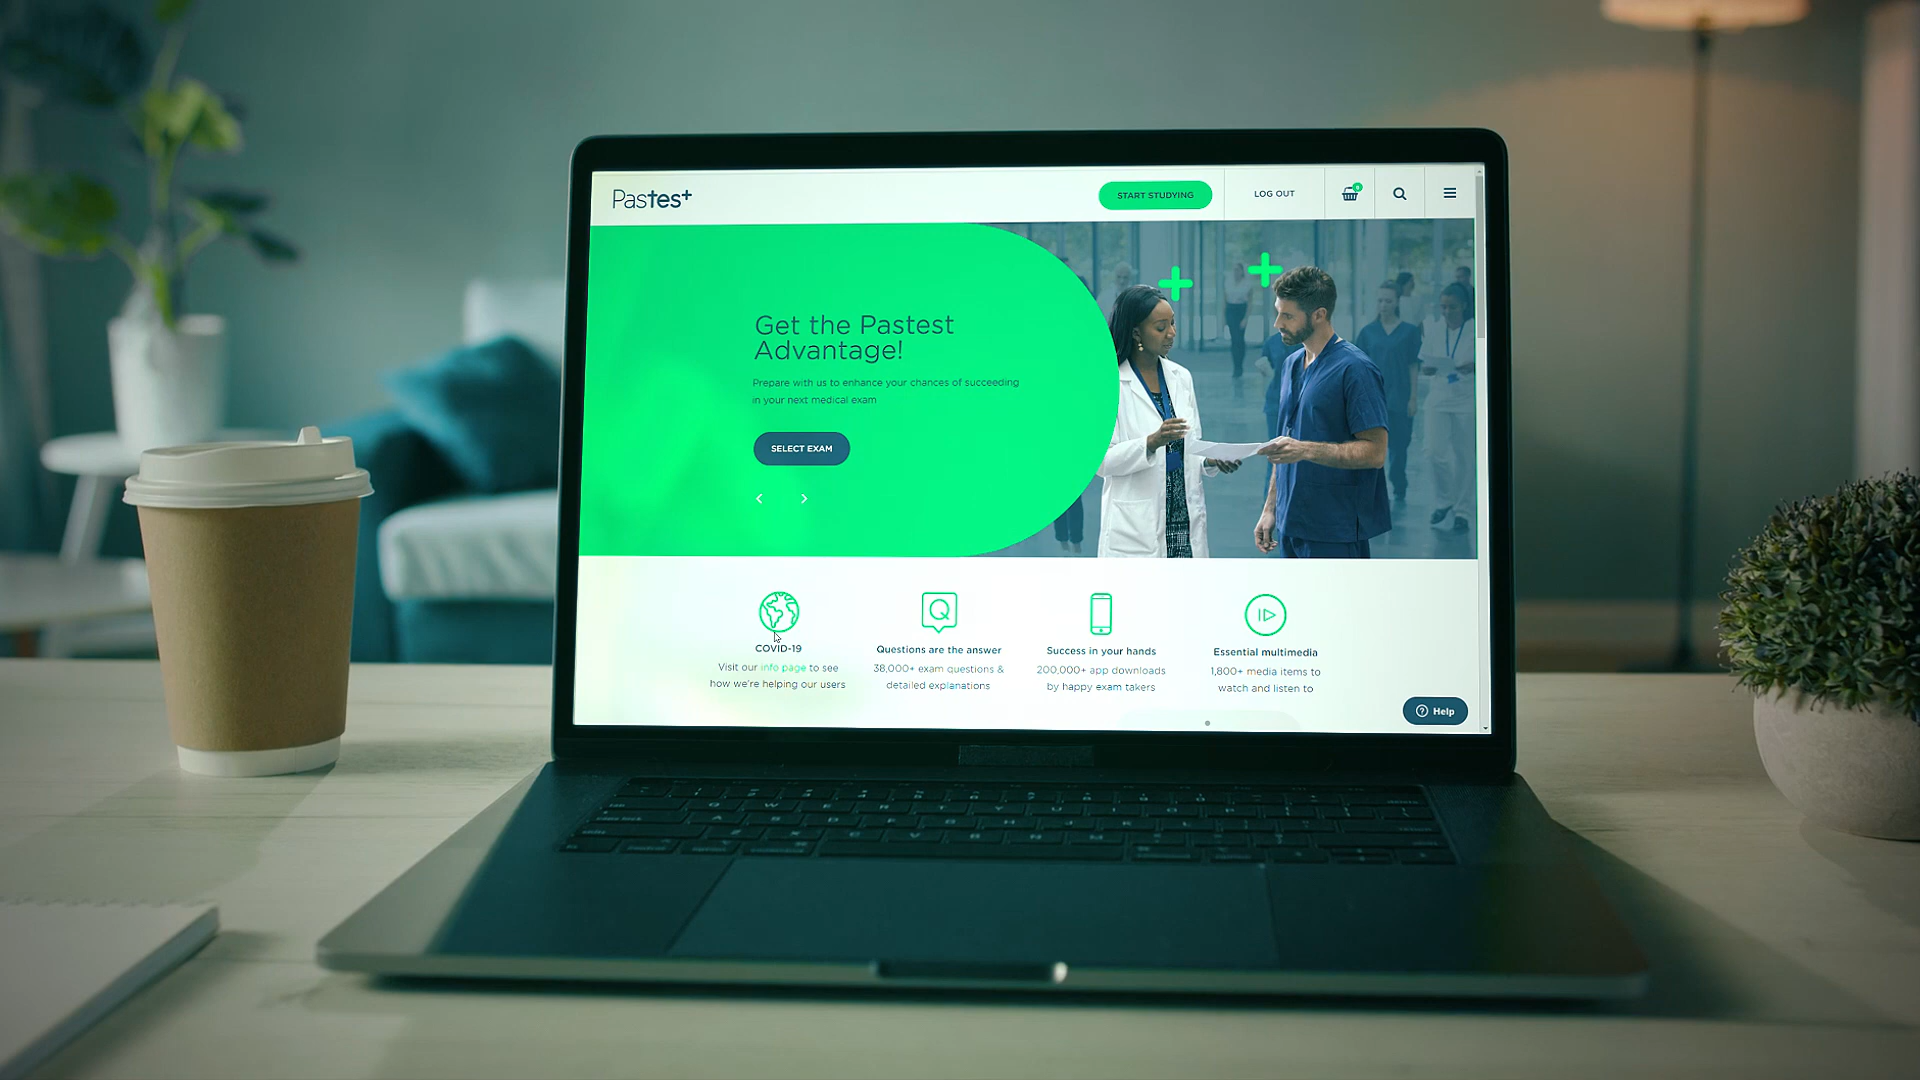 Pastest
START STUDYING
LOG OUT
Get the Pastest
Advantage!
Prepare with us to enhance your chances of succeeding
in your next medical exam
SELECT EXAM
COVID-19
Visit our info page to see
how we're helping our users
Questions are the answer
38,000+ exam questions &
detailed explanations
Success in your hands
200,000+ app downloads
by happy exam takers
Essential multimedia
1,800+ media items to
watch and listen to
Help